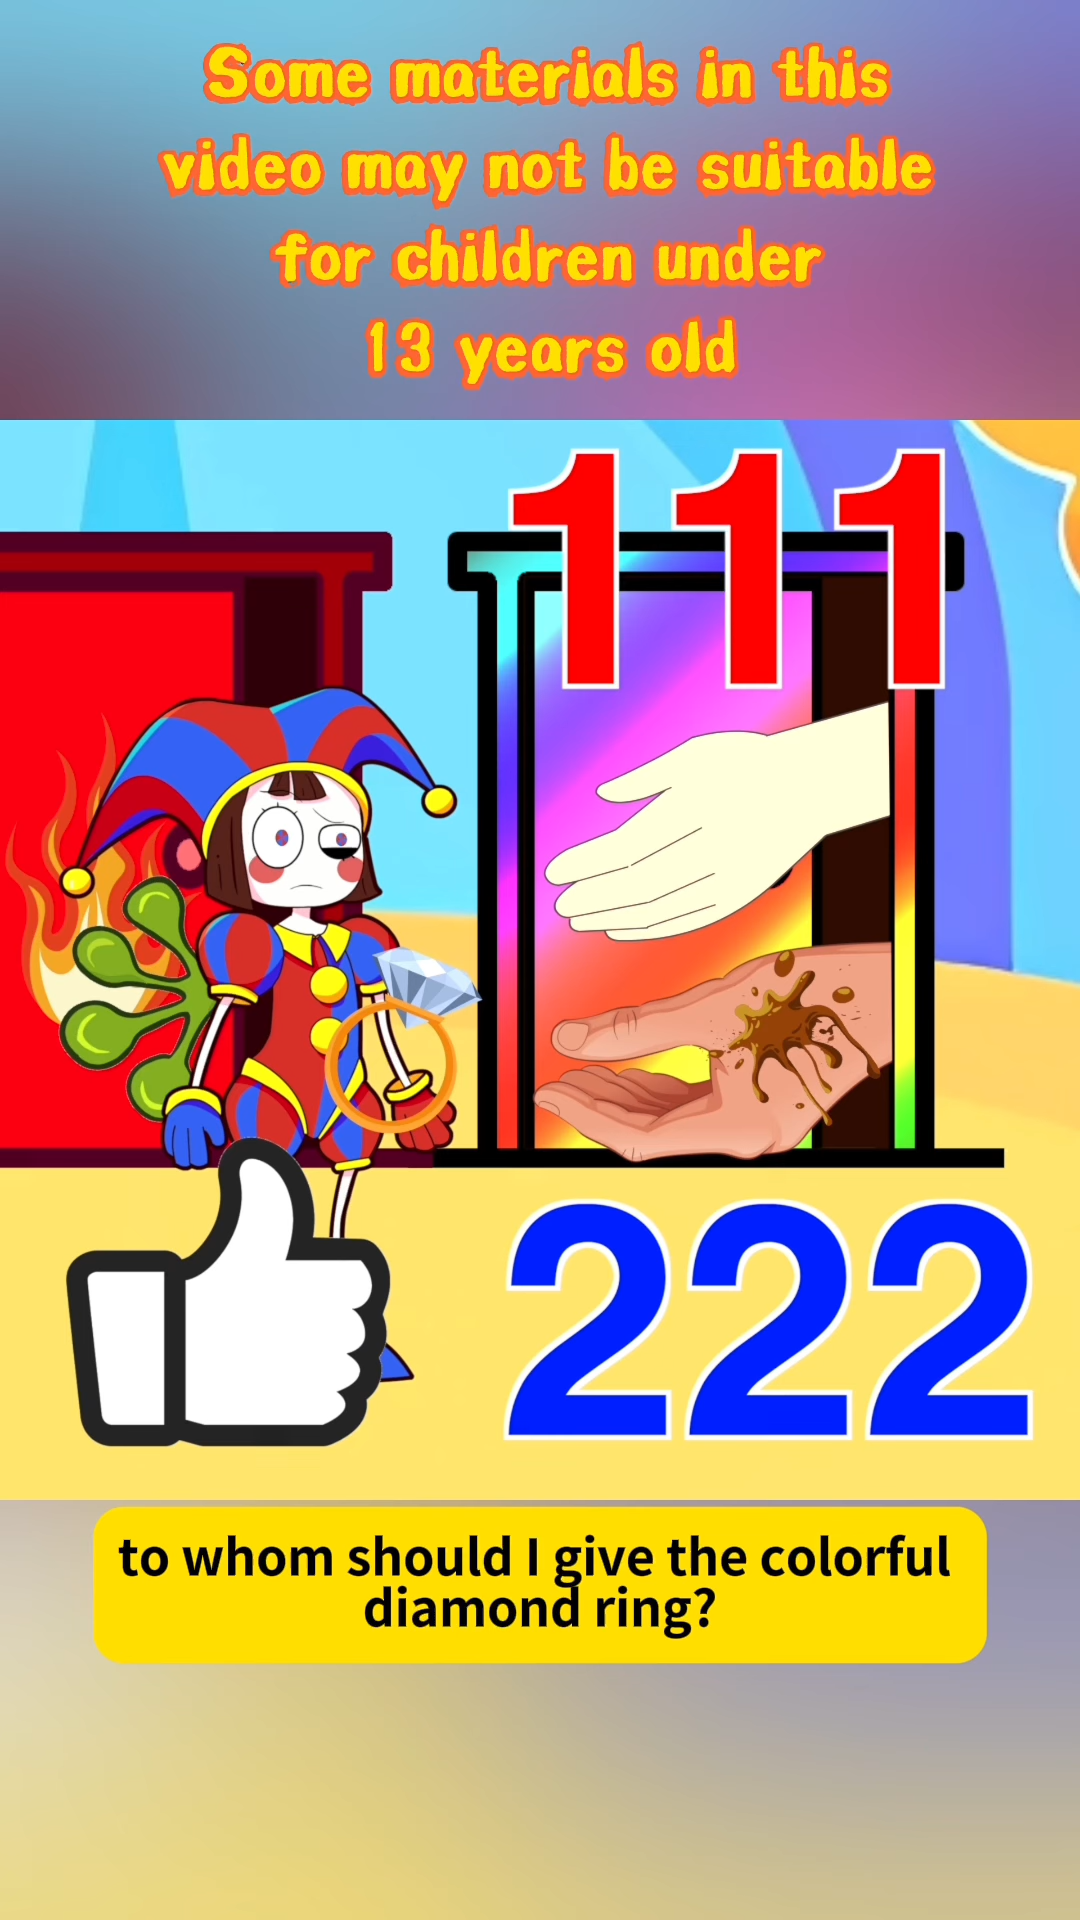 Some materials in this
video may not be suitable
for children under
13 years old
111
222
to whom should I give the colorful
diamond ring?